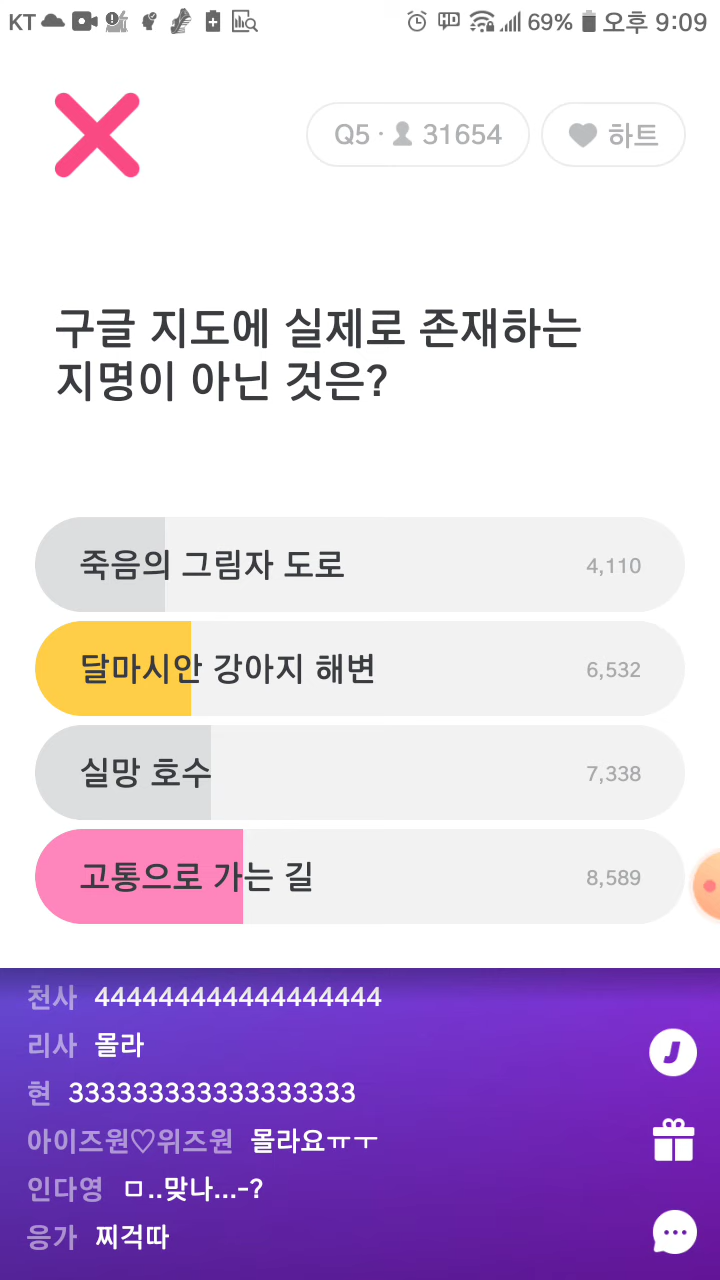 KT HD 69% 오후 9:09
Q5 · 31654 하트
구글 지도에 실제로 존재하는
지명이 아닌 것은?
죽음의 그림자 도로 4,110
달마시안 강아지 해변 6,532
실망 호수 7,338
고통으로 가는 길 8,589
천사 444444444444444444
리사 몰라
현 333333333333333333
J
아이즈원♡위즈원 몰라요ㅠㅜ
인다영 ㅁ..맞나...-?
응가 찌걱따